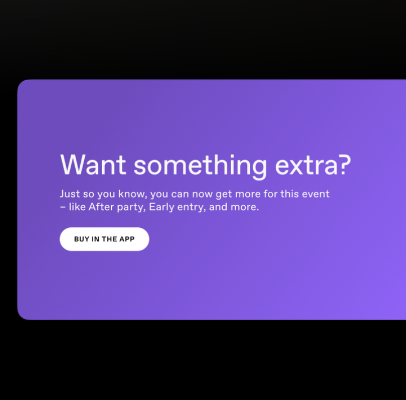 Want something extra?
Just so you know, you can now get more for this event
– like After party, Early entry, and more.
BUY IN THE APP